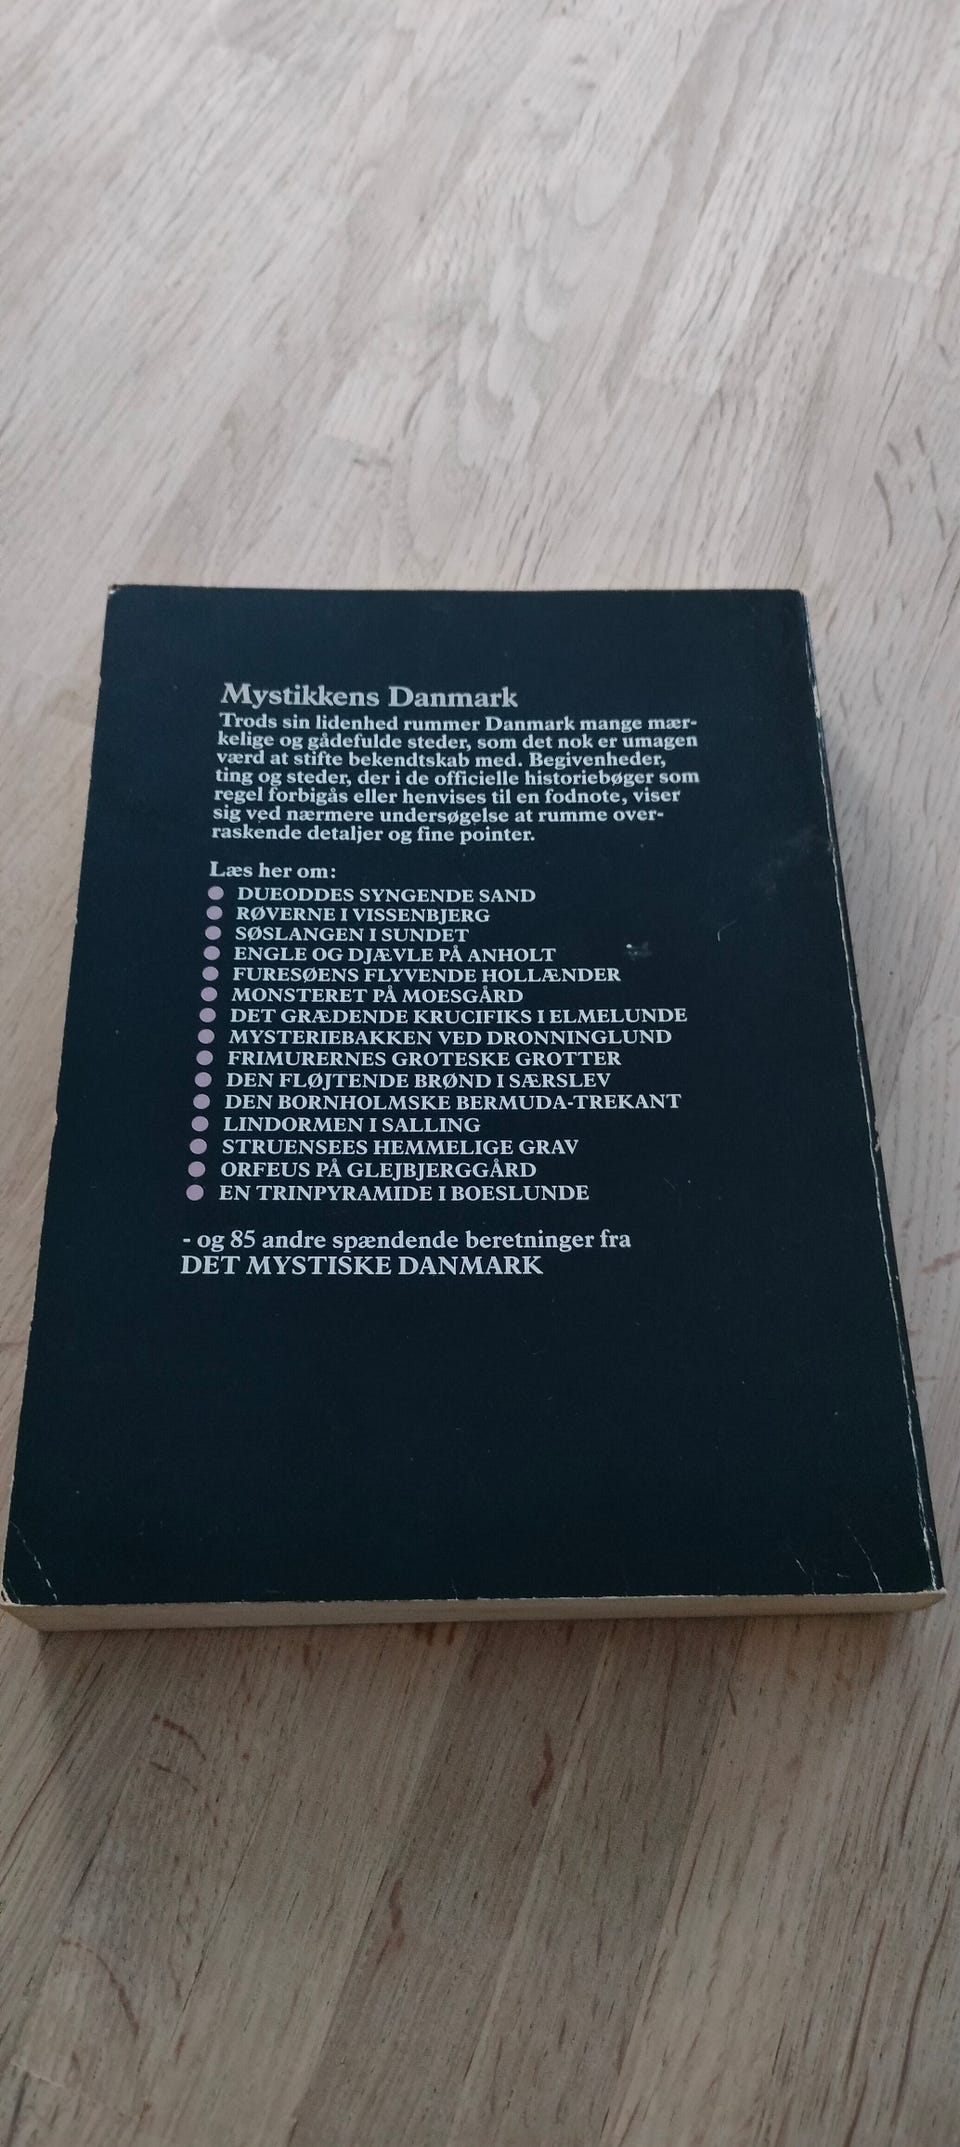 Mystikkens Danmark
Trods sin lidenhed rummer Danmark mange mær-
kelige og gådefulde steder, som det nok er umagen
værd at stifte bekendtskab med. Begivenheder,
ting og steder, der i de officielle historiebøger som
regel forbigås eller henvises til en fodnote, viser
sig ved nærmere undersøgelse at rumme over-
raskende detaljer og fine pointer.
Læs her om:
● DUEODDES SYNGENDE SAND
● RØVERNE I VISSENBJERG
● SØSLANGEN I SUNDET
● ENGLE OG DJÆVLE PÅ ANHOLT
● FURESØENS FLYVENDE HOLLÆNDER
● MONSTERET PÅ MOESGÅRD
● DET GRÆDENDE KRUCIFIKS I ELMELUNDE
● MYSTERIEBAKKEN VED DRONNINGLUND
● FRIMURERNES GROTESKE GROTTER
● DEN FLØJTENDE BRØND I SÆRSLEV
● DEN BORNHOLMSKE BERMUDA-TREKANT
● LINDORMEN I SALLING
● STRUENSEES HEMMELIGE GRAV
● ORFEUS PÅ GLEJBJERGGÅRD
● EN TRINPYRAMIDE I BOESLUNDE
- og 85 andre spændende beretninger fra
DET MYSTISKE DANMARK